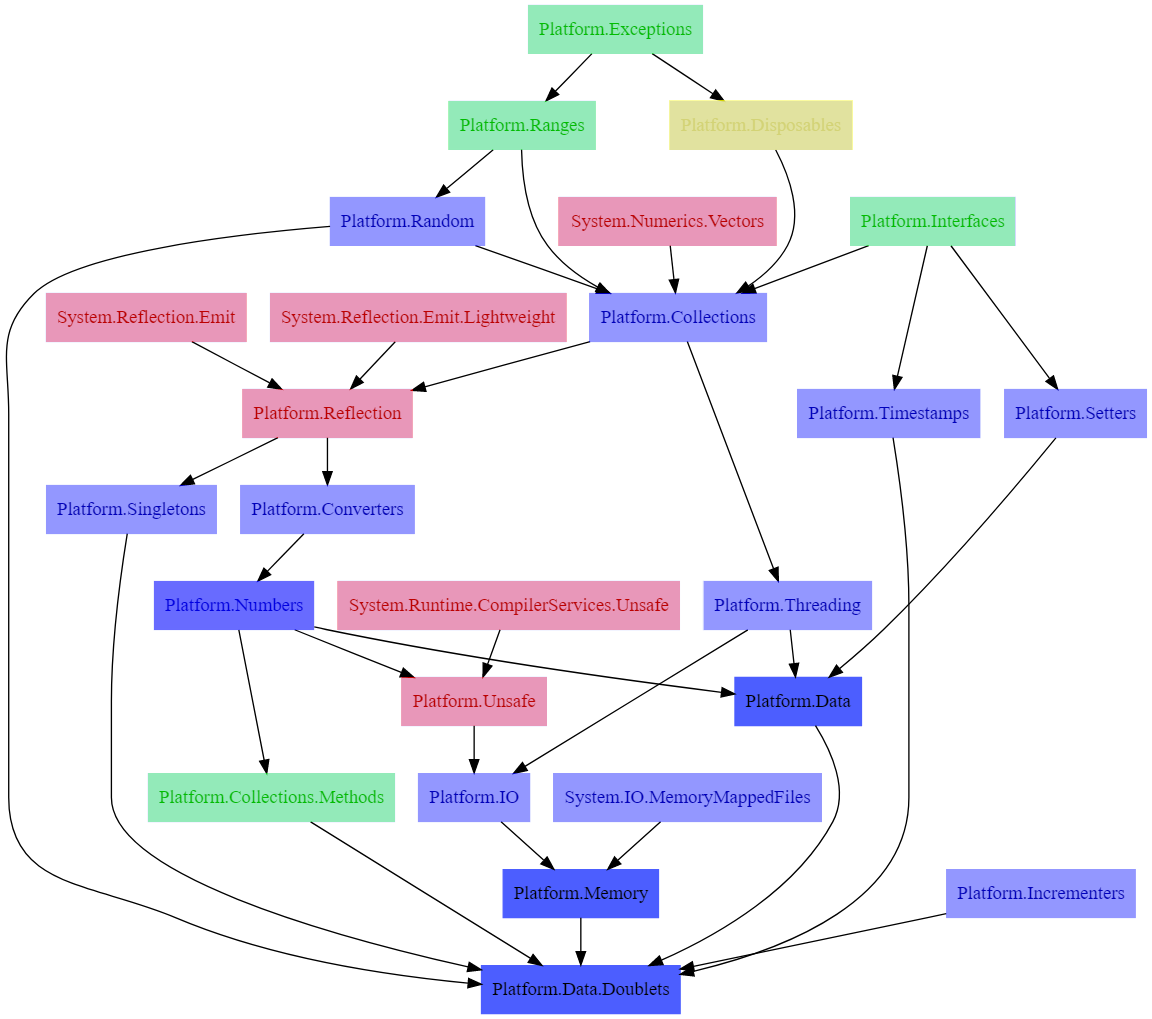 Platform.Exceptions
Platform.Ranges
Platform.Disposables
Platform.Random
System.Numerics.Vectors
Platform.Interfaces
System.Reflection.Emit
System.Reflection.Emit.Lightweight
Platform.Collections
Platform.Reflection
Platform.Timestamps
Platform.Setters
Platform.Singletons
Platform.Converters
Platform.Numbers
System.Runtime.CompilerServices.Unsafe
Platform.Threading
Platform.Unsafe
Platform.Data
Platform.Collections.Methods
Platform.IO
System.IO.MemoryMappedFiles
Platform.Memory
Platform.Incrementers
Platform.Data.Doublets